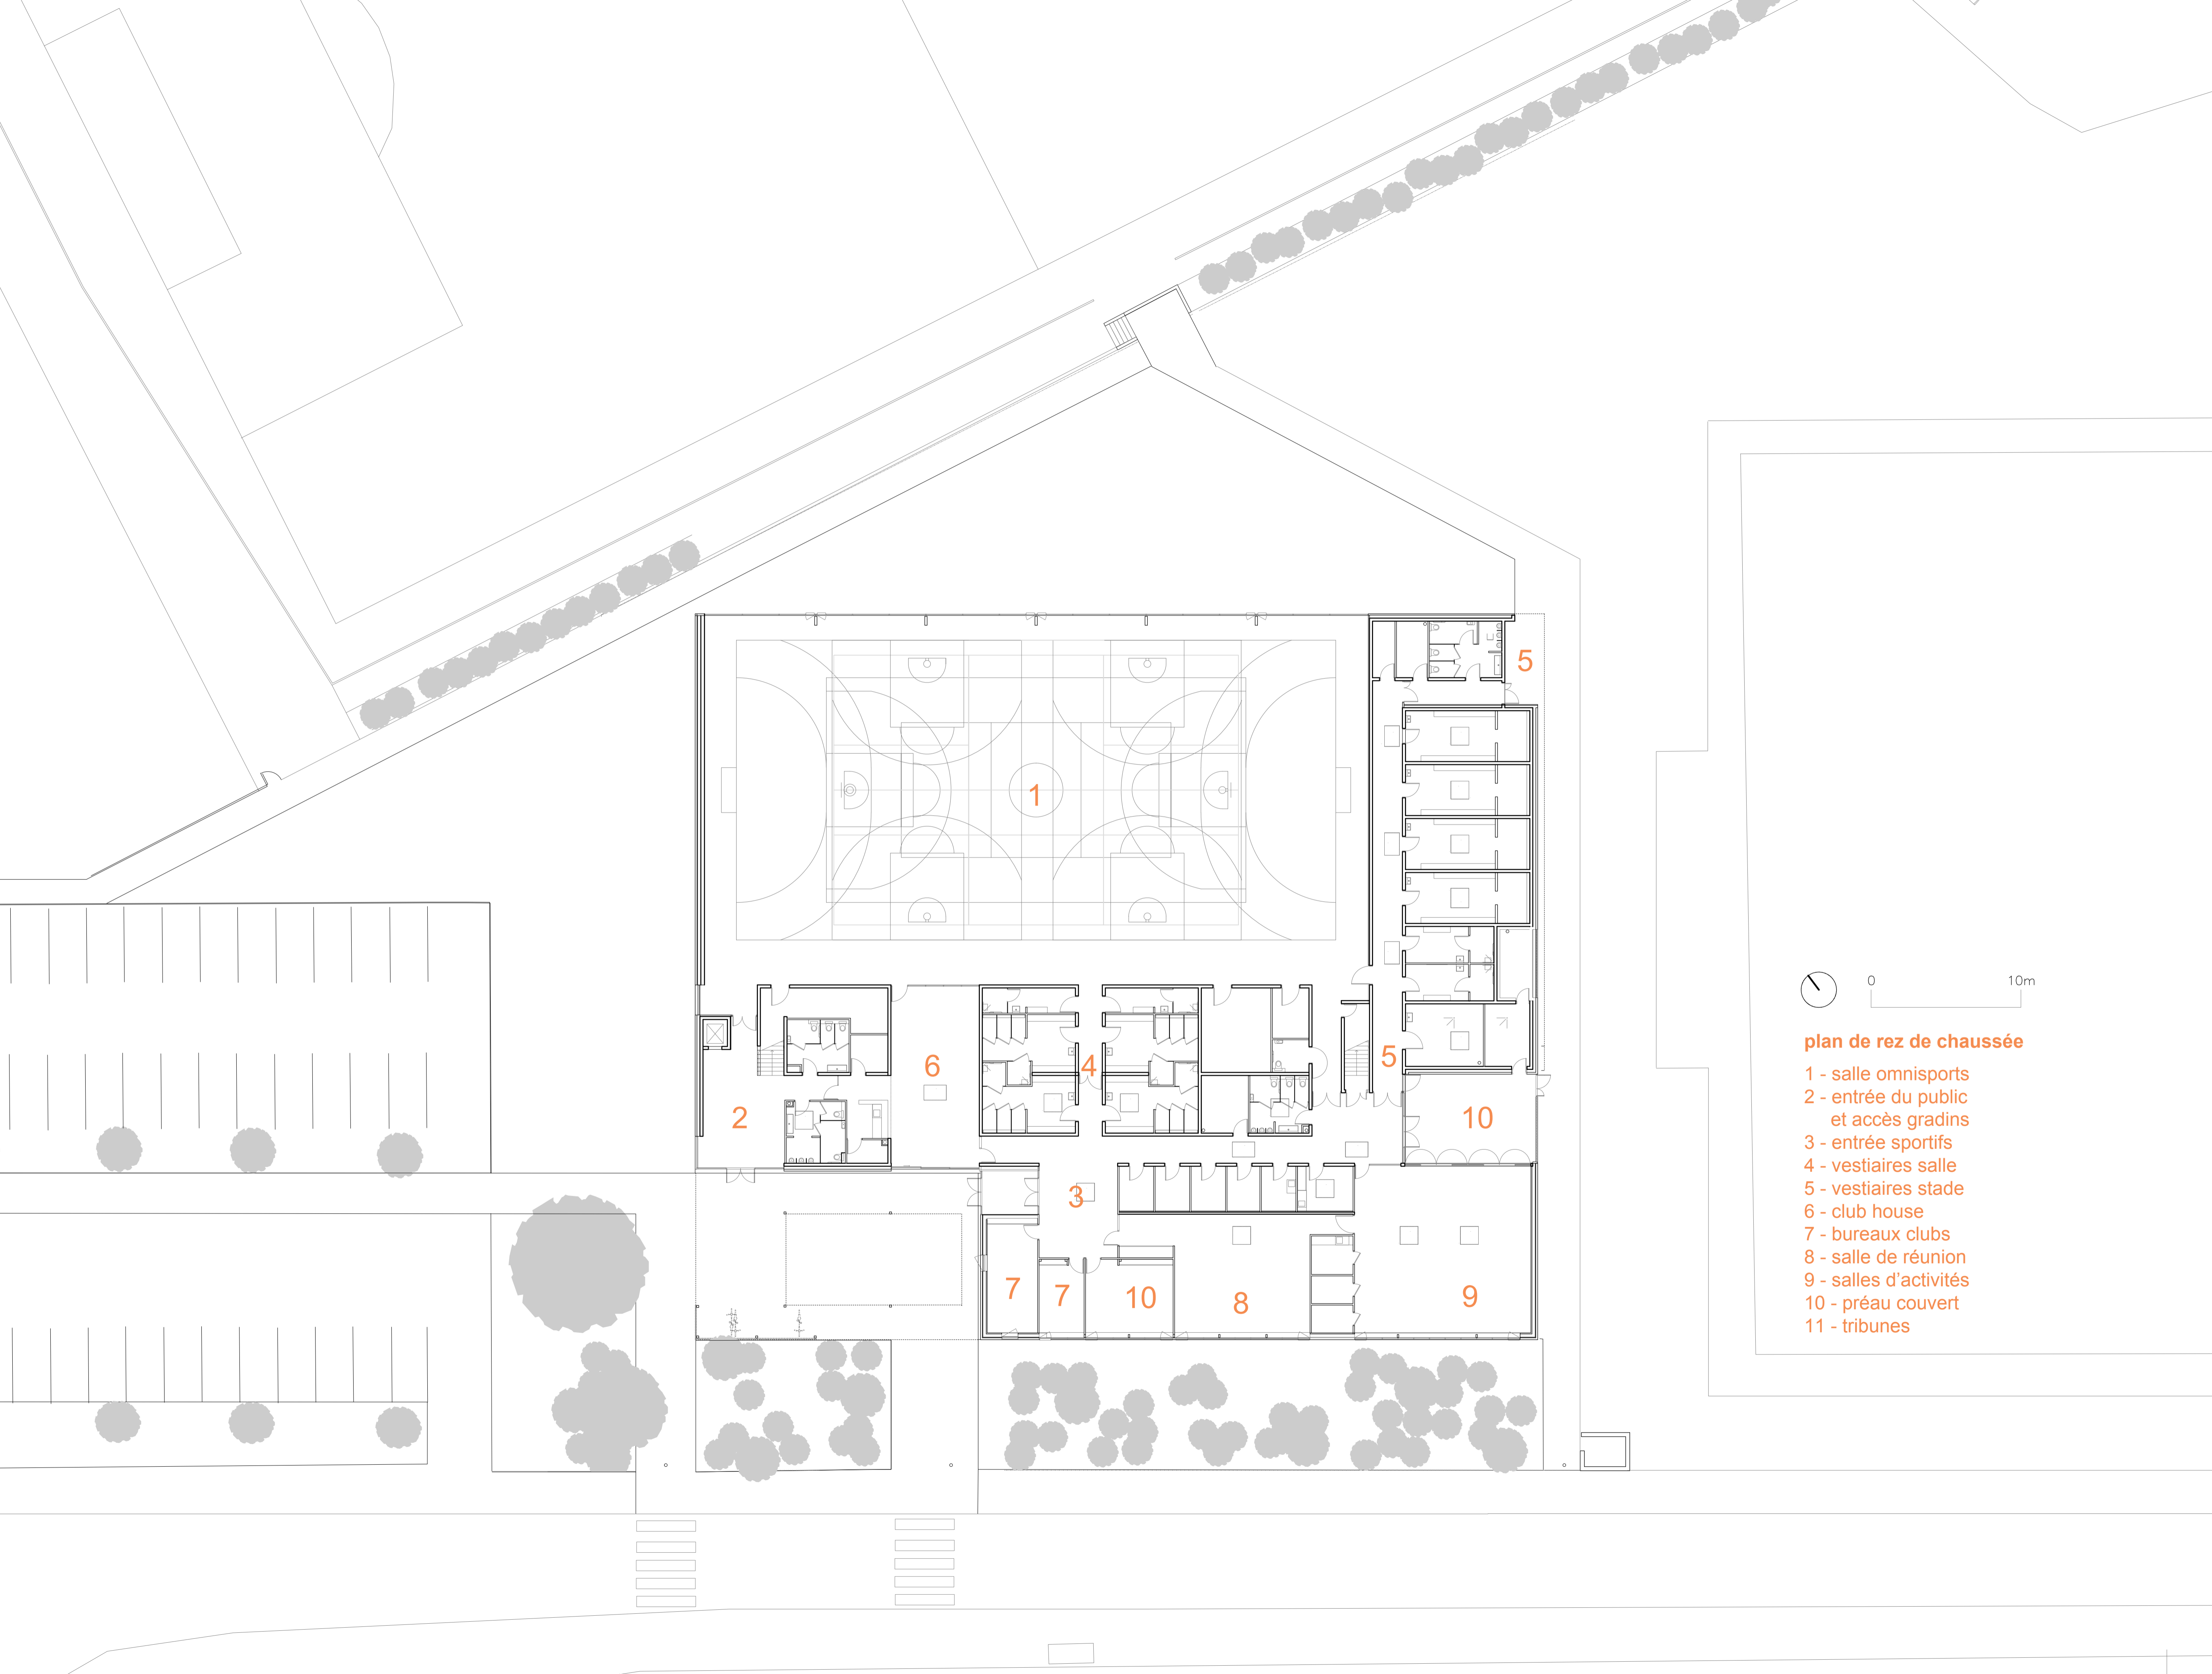 5
1
6
4
5
2
10
3
7
7
10
8
9
0 10m
plan de rez de chaussée
1 - salle omnisports
2 - entrée du public
et accès gradins
3 - entrée sportifs
4 - vestiaires salle
5 - vestiaires stade
6 - club house
7 - bureaux clubs
8 - salle de réunion
9 - salles d'activités
10 - préau couvert
11 - tribunes